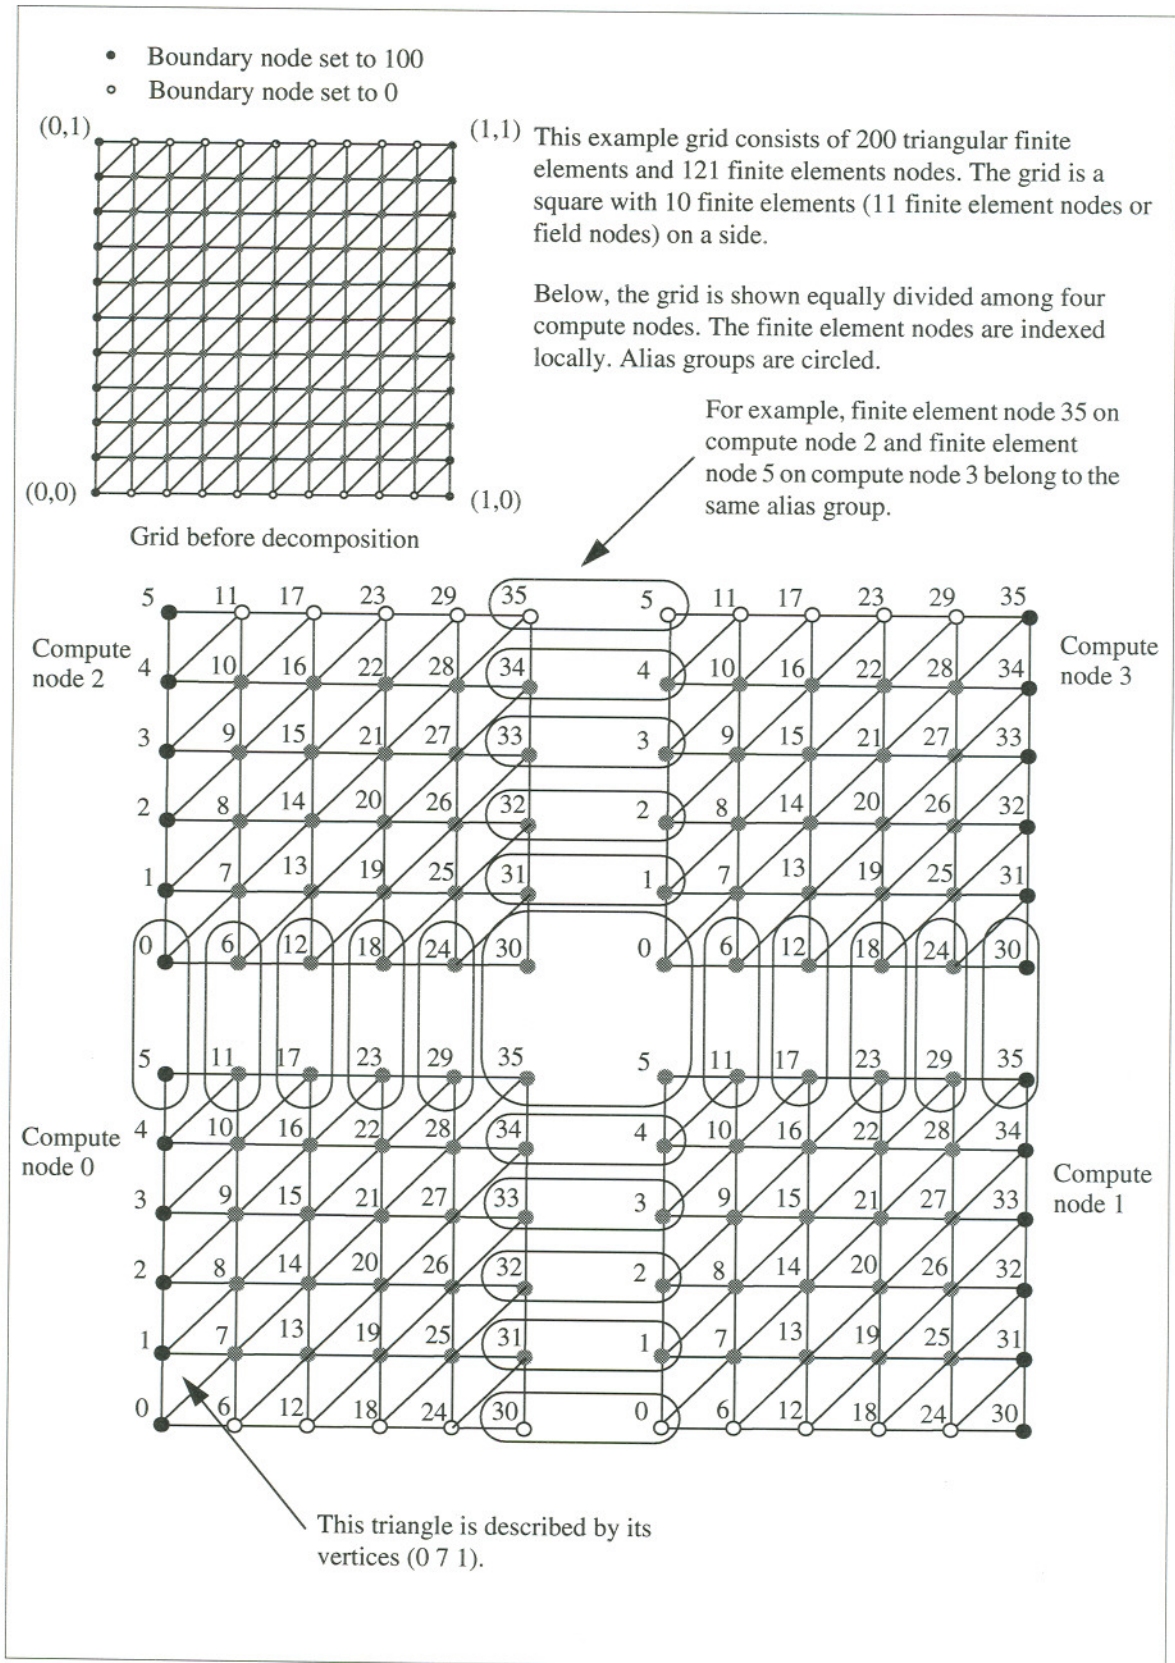 • Boundary node set to 100
∘ Boundary node set to 0
(0,1)
(1,1)
(0,0)
(1,0)
Grid before decomposition
This example grid consists of 200 triangular finite
elements and 121 finite elements nodes. The grid is a
square with 10 finite elements (11 finite element nodes or
field nodes) on a side.
Below, the grid is shown equally divided among four
compute nodes. The finite element nodes are indexed
locally. Alias groups are circled.
For example, finite element node 35 on
compute node 2 and finite element
node 5 on compute node 3 belong to the
same alias group.
5 11 17 23 29 35 5 11 17 23 29 35
Compute
node 2
Compute
node 3
4 10 16 22 28 34 4 10 16 22 28 34
3 9 15 21 27 33 3 9 15 21 27 33
2 8 14 20 26 32 2 8 14 20 26 32
1 7 13 19 25 31 1 7 13 19 25 31
0 6 12 18 24 30 0 6 12 18 24 30
5 11 17 23 29 35 5 11 17 23 29 35
Compute
node 0
Compute
node 1
4 10 16 22 28 34 4 10 16 22 28 34
3 9 15 21 27 33 3 9 15 21 27 33
2 8 14 20 26 32 2 8 14 20 26 32
1 7 13 19 25 31 1 7 13 19 25 31
0 6 12 18 24 30 0 6 12 18 24 30
This triangle is described by its
vertices (0 7 1).